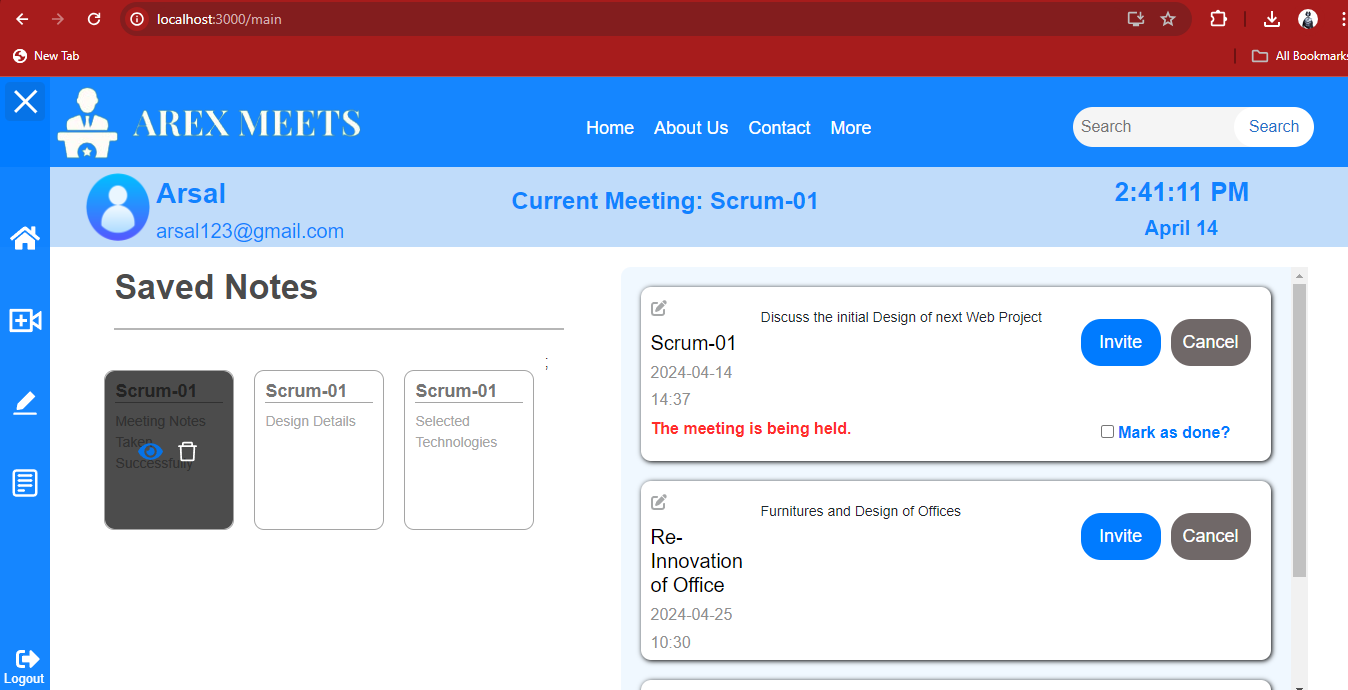 localhost:3000/main
New Tab
All Bookmarks
AREX MEETS
Home About Us Contact More
Search Search
Arsal
arsal123@gmail.com
Current Meeting: Scrum-01
2:41:11 PM
April 14
Saved Notes
;
Scrum-01
Meeting Notes
Taken
Successfully
Scrum-01
Design Details
Scrum-01
Selected
Technologies
Discuss the initial Design of next Web Project
Scrum-01
2024-04-14
14:37
The meeting is being held.
Invite Cancel
Mark as done?
Furnitures and Design of Offices
Re-
Innovation
of Office
2024-04-25
10:30
Invite Cancel
Logout